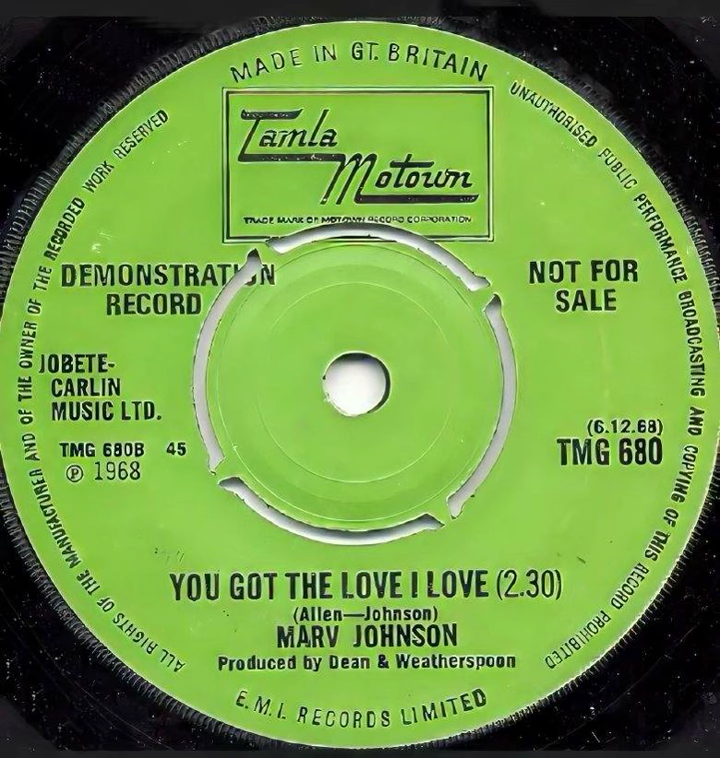 MADE IN GT. BRITAIN
Tamla
Motown
TRADE MARK OF MOTOWN RECORD CORPORATION
DEMONSTRATION
RECORD
NOT FOR
SALE
JOBETE-
CARLIN
MUSIC LTD.
TMG 680B 45
℗ 1968
(6.12.68)
TMG 680
YOU GOT THE LOVE I LOVE (2.30)
(Allen—Johnson)
MARV JOHNSON
Produced by Dean & Weatherspoon
E.M.I. RECORDS LIMITED
ALL RIGHTS OF THE MANUFACTURER AND OF THE OWNER OF THE RECORDED WORK RESERVED
UNAUTHORISED PUBLIC PERFORMANCE BROADCASTING AND COPYING OF THIS RECORD PROHIBITED